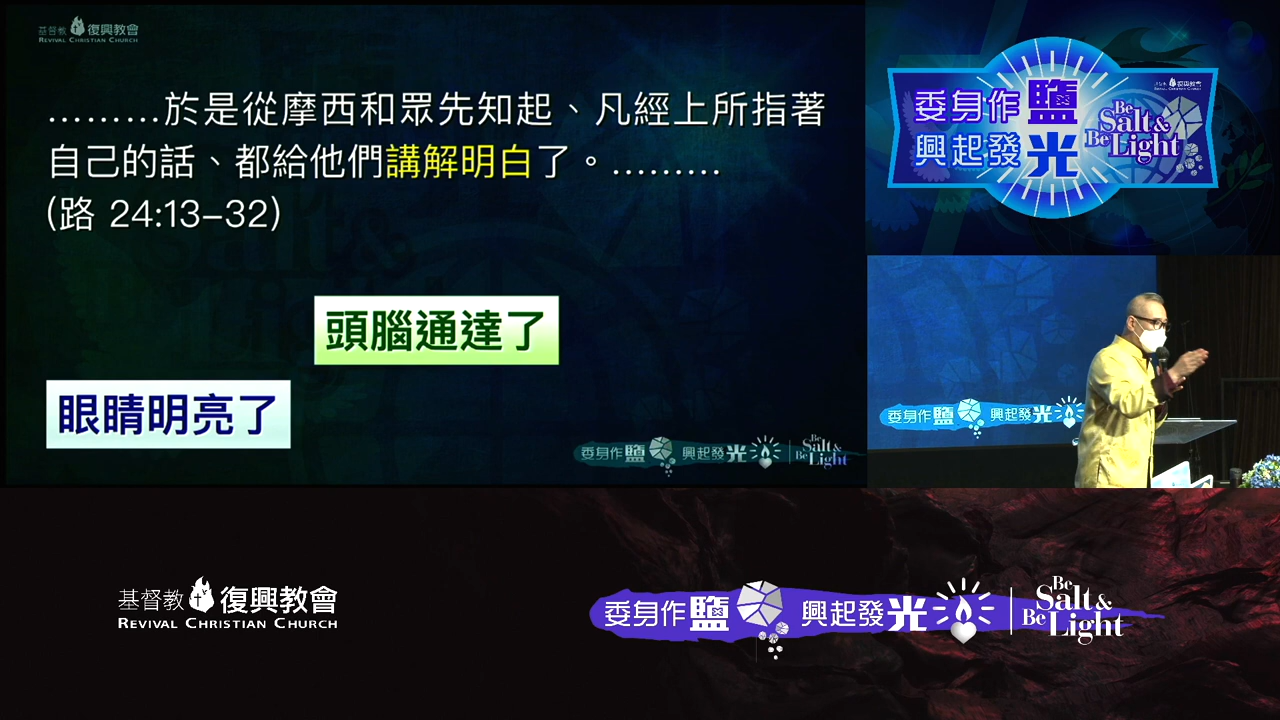 基督教復興教會
REVIVAL CHRISTIAN CHURCH
………於是從摩西和眾先知起、凡經上所指著
自己的話、都給他們講解明白了。………
(路 24:13-32)
頭腦通達了
眼睛明亮了
委身作鹽 興起發光 Be Salt & Be Light
復興教會
委身作鹽
興起發光
Be Salt & Be Light
委身作鹽 興起發光
基督教復興教會
REVIVAL CHRISTIAN CHURCH
委身作鹽 興起發光 Be Salt & Be Light